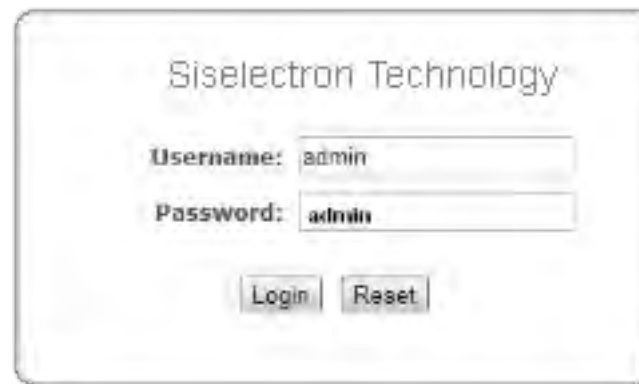 Siselectron Technology
Username: admin
Password: admin
Login Reset